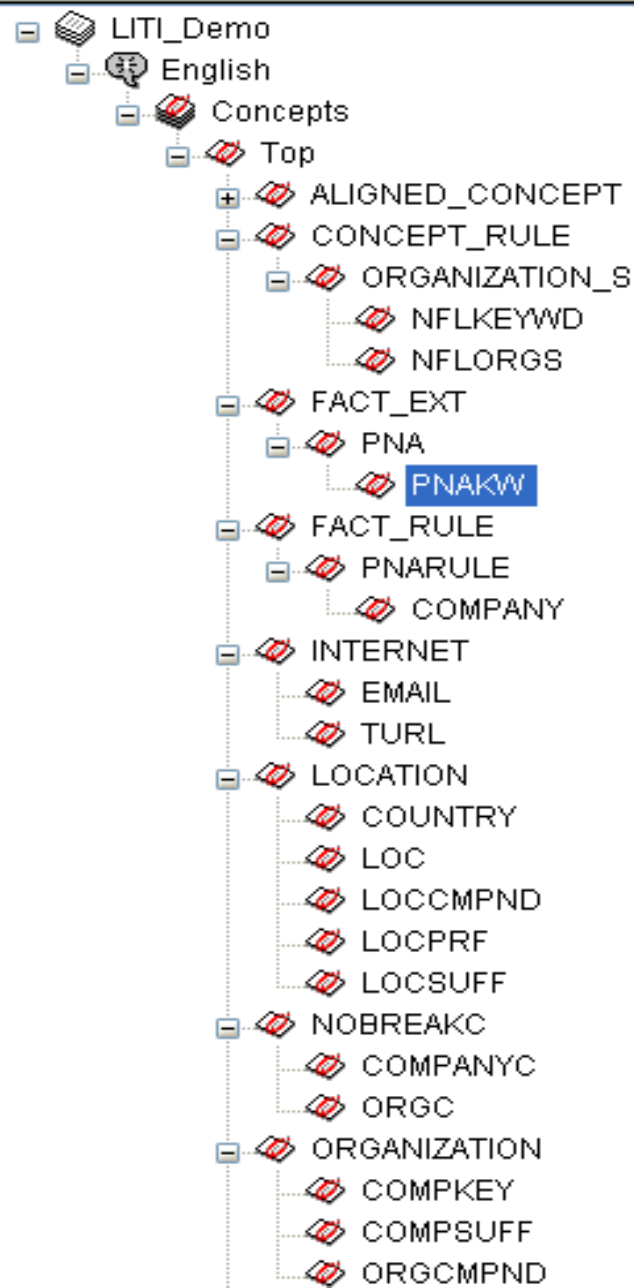 LITI_Demo
English
Concepts
Top
ALIGNED_CONCEPT
CONCEPT_RULE
ORGANIZATION_S
NFLKEYWD
NFLORGS
FACT_EXT
PNA
PNAKW
FACT_RULE
PNARULE
COMPANY
INTERNET
EMAIL
TURL
LOCATION
COUNTRY
LOC
LOCCMPND
LOCPRF
LOCSUFF
NOBREAKC
COMPANYC
ORGC
ORGANIZATION
COMPKEY
COMPSUFF
ORGCMPND